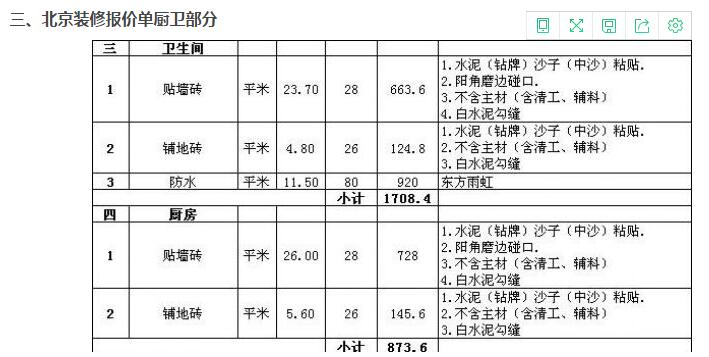 三、北京装修报价单厨卫部分
三 卫生间
1 贴墙砖 平米 23.70 28 663.6 1.水泥（钻牌）沙子（中沙）粘贴.
2.阳角磨边碰口.
3.不含主材（含清工、辅料）
4.白水泥勾缝
2 铺地砖 平米 4.80 26 124.8 1.水泥（钻牌）沙子（中沙）粘贴.
2.不含主材（含清工、辅料）
3.白水泥勾缝
3 防水 平米 11.50 80 920 东方雨虹
小计 1708.4
四 厨房
1 贴墙砖 平米 26.00 28 728 1.水泥（钻牌）沙子（中沙）粘贴.
2.阳角磨边碰口.
3.不含主材（含清工、辅料）
4.白水泥勾缝
2 铺地砖 平米 5.60 26 145.6 1.水泥（钻牌）沙子（中沙）粘贴.
2.不含主材（含清工、辅料）
3.白水泥勾缝
小计 873.6